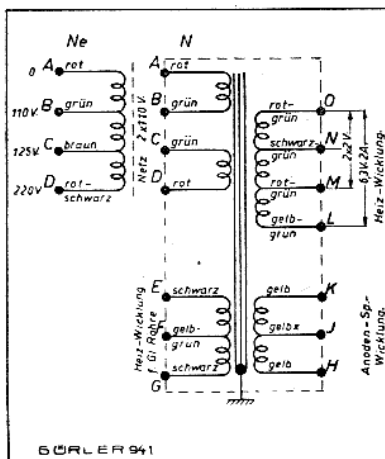 Ne
N
0 A rot
110V. B grün
125V. C braun
220V D rot-
schwarz
Netz 2x110V.
A rot
B grün
C grün
D rot
rot- O
grün
schwarz- N
grün
rot- M
grün
gelb- L
grün
2x2V
6,3V.2A
Heiz-Wicklung.
Heiz-Wicklung
f. Gl. Röhre
E schwarz
F gelb-
grün
schwarz
G
gelb K
gelbx J
gelb H
Anoden-Sp.-
Wicklung.
GÖRLER 941